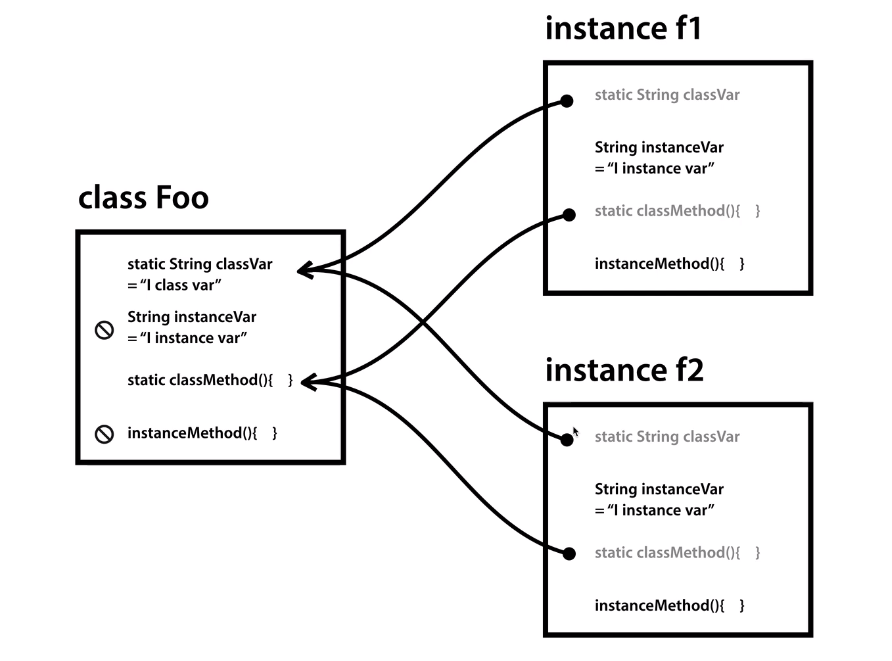 class Foo
static String classVar
= “I class var”
String instanceVar
= “I instance var”
static classMethod(){ }
instanceMethod(){ }
instance f1
static String classVar
String instanceVar
= “I instance var”
static classMethod(){ }
instanceMethod(){ }
instance f2
static String classVar
String instanceVar
= “I instance var”
static classMethod(){ }
instanceMethod(){ }